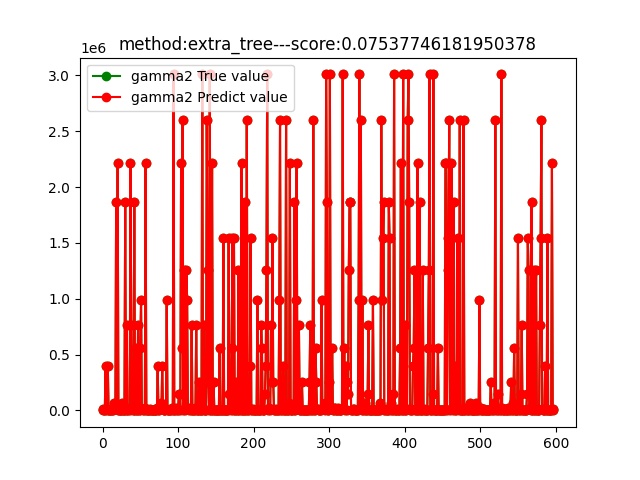 method:extra_tree---score:0.07537746181950378
1e6
gamma2 True value
gamma2 Predict value
3.0
2.5
2.0
1.5
1.0
0.5
0.0
0 100 200 300 400 500 600